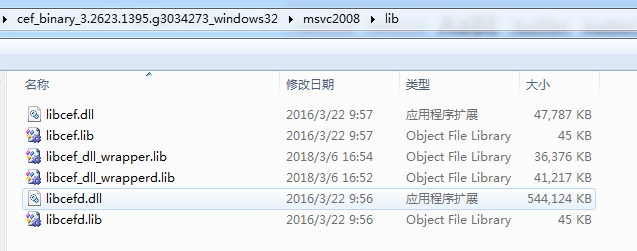 cef_binary_3.2623.1395.g3034273_windows32 ▸ msvc2008 ▸ lib
名称 修改日期 类型 大小
libcef.dll 2016/3/22 9:57 应用程序扩展 47,787 KB
libcef.lib 2016/3/22 9:57 Object File Library 45 KB
libcef_dll_wrapper.lib 2018/3/6 16:54 Object File Library 36,376 KB
libcef_dll_wrapperd.lib 2018/3/6 16:52 Object File Library 41,217 KB
libcefd.dll 2016/3/22 9:56 应用程序扩展 544,124 KB
libcefd.lib 2016/3/22 9:56 Object File Library 45 KB